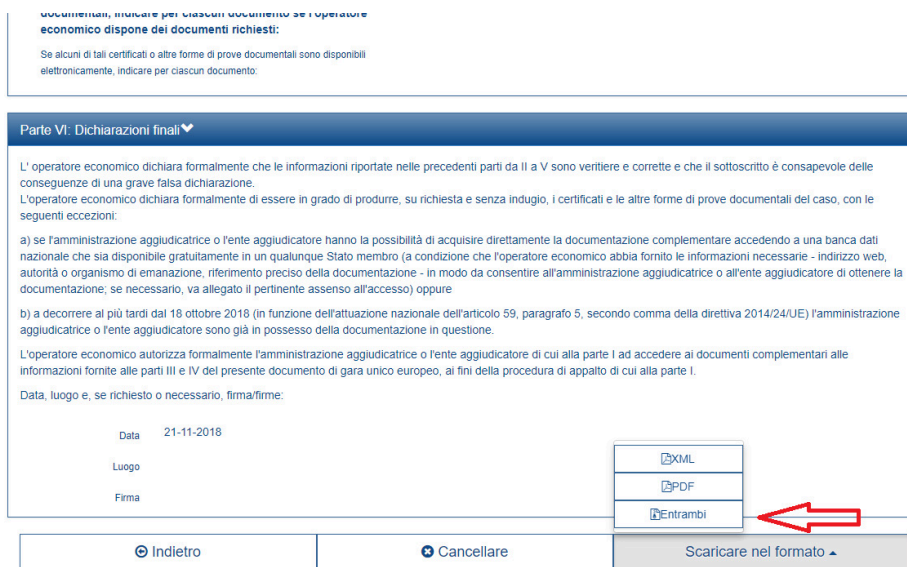 documentali, indicare per ciascun documento se l'operatore
economico dispone dei documenti richiesti:
Se alcuni di tali certificati o altre forme di prove documentali sono disponibili
elettronicamente, indicare per ciascun documento:
Parte VI: Dichiarazioni finali
L' operatore economico dichiara formalmente che le informazioni riportate nelle precedenti parti da II a V sono veritiere e corrette e che il sottoscritto è consapevole delle
conseguenze di una grave falsa dichiarazione.
L'operatore economico dichiara formalmente di essere in grado di produrre, su richiesta e senza indugio, i certificati e le altre forme di prove documentali del caso, con le
seguenti eccezioni:
a) se l'amministrazione aggiudicatrice o l'ente aggiudicatore hanno la possibilità di acquisire direttamente la documentazione complementare accedendo a una banca dati
nazionale che sia disponibile gratuitamente in un qualunque Stato membro (a condizione che l'operatore economico abbia fornito le informazioni necessarie - indirizzo web,
autorità o organismo di emanazione, riferimento preciso della documentazione - in modo da consentire all'amministrazione aggiudicatrice o all'ente aggiudicatore di ottenere la
documentazione; se necessario, va allegato il pertinente assenso all'accesso) oppure
b) a decorrere al più tardi dal 18 ottobre 2018 (in funzione dell'attuazione nazionale dell'articolo 59, paragrafo 5, secondo comma della direttiva 2014/24/UE) l'amministrazione
aggiudicatrice o l'ente aggiudicatore sono già in possesso della documentazione in questione.
L'operatore economico autorizza formalmente l'amministrazione aggiudicatrice o l'ente aggiudicatore di cui alla parte I ad accedere ai documenti complementari alle
informazioni fornite alle parti III e IV del presente documento di gara unico europeo, ai fini della procedura di appalto di cui alla parte I.
Data, luogo e, se richiesto o necessario, firma/firme:
Data 21-11-2018
Luogo
Firma
XML
PDF
Entrambi
Indietro
Cancellare
Scaricare nel formato